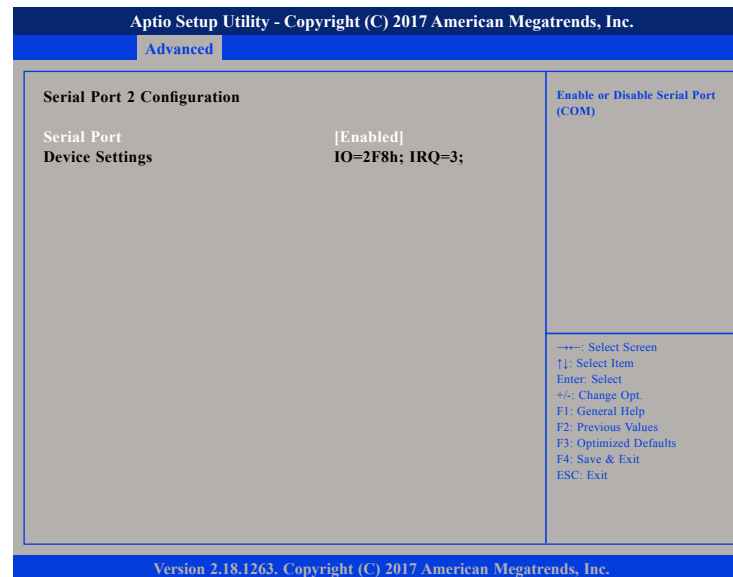 Aptio Setup Utility - Copyright (C) 2017 American Megatrends, Inc.
Advanced
Serial Port 2 Configuration
Serial Port [Enabled]
Device Settings IO=2F8h; IRQ=3;
Enable or Disable Serial Port
(COM)
→←: Select Screen
↑↓: Select Item
Enter: Select
+/-: Change Opt.
F1: General Help
F2: Previous Values
F3: Optimized Defaults
F4: Save & Exit
ESC: Exit
Version 2.18.1263. Copyright (C) 2017 American Megatrends, Inc.